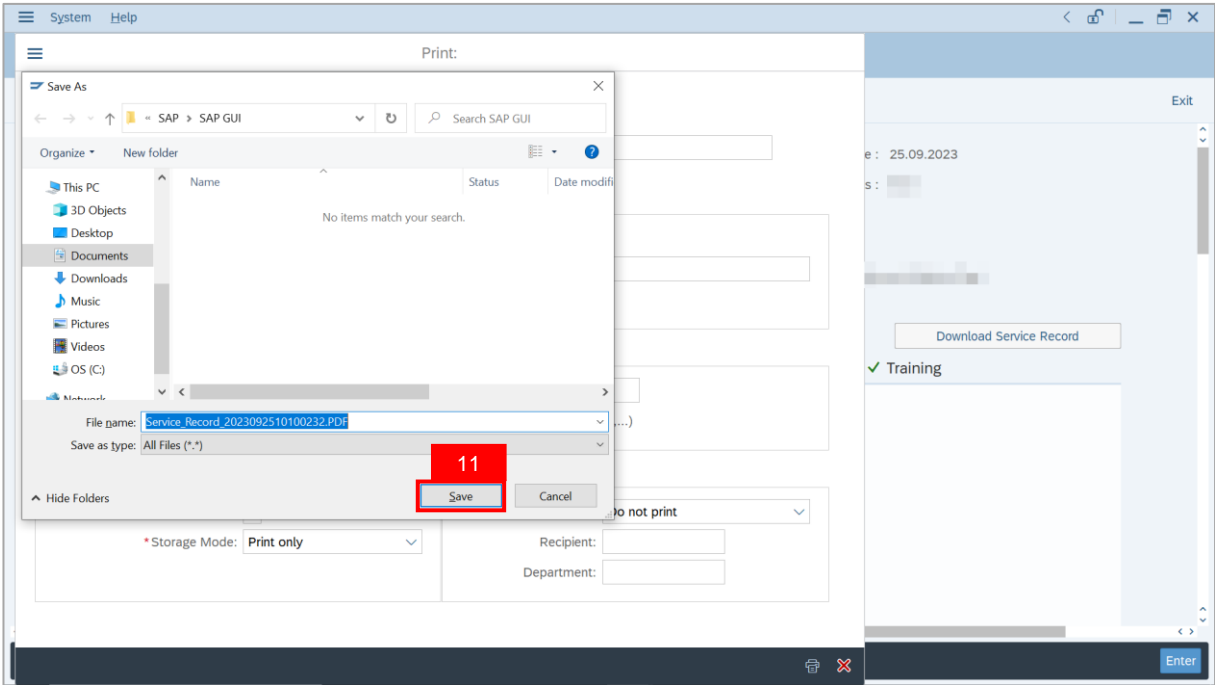 System Help
Print:
Save As
Exit
« SAP > SAP GUI
Search SAP GUI
Organize
New folder
e : 25.09.2023
Name
Status
Date modifi
This PC
s :
3D Objects
No items match your search.
Desktop
Documents
Downloads
Music
Pictures
Download Service Record
Videos
OS (C:)
Training
Network
File name: Service_Record_2023092510100232.PDF
,...)
Save as type: All Files (*.*)
11
Hide Folders
Save
Cancel
Do not print
*Storage Mode: Print only
Recipient:
Department:
Enter